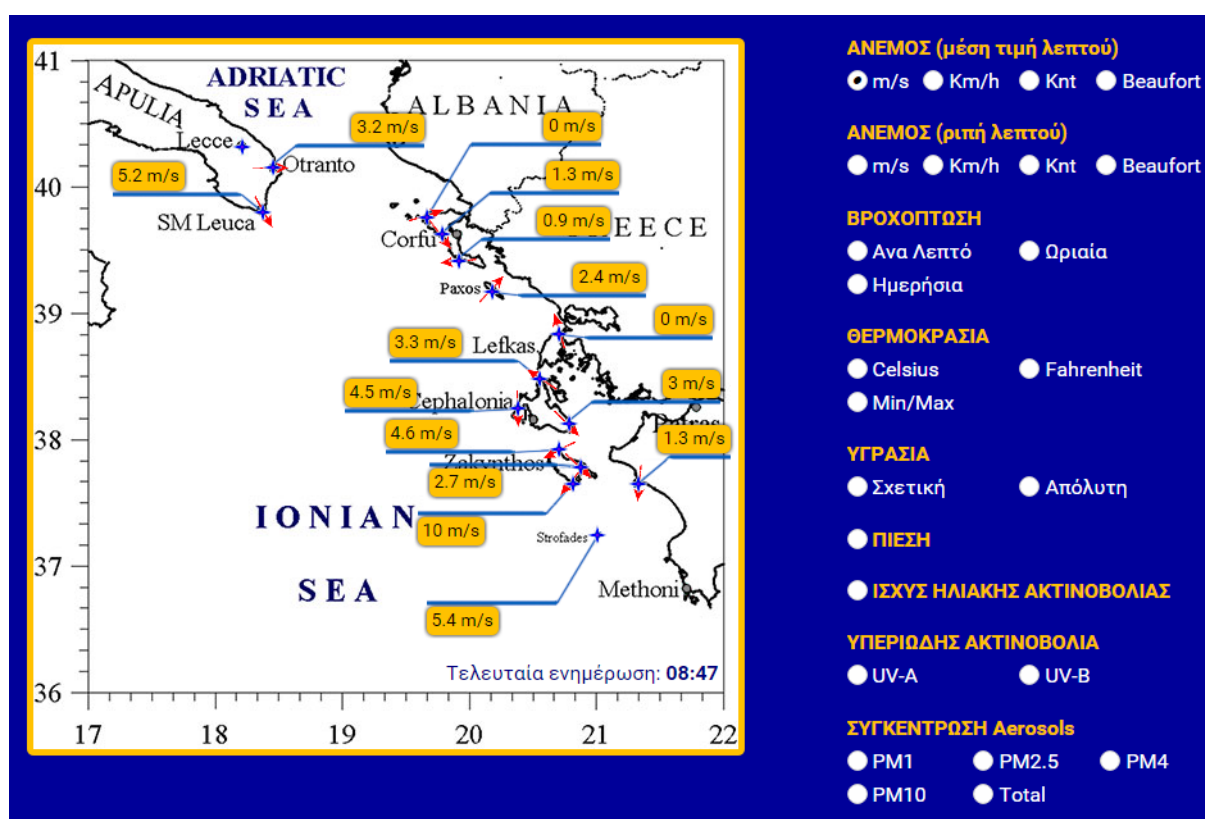 41
ADRIATIC
SEA
APULIA
ALBANIA
3.2 m/s
0 m/s
Lecce
Otranto
5.2 m/s
1.3 m/s
40
SM Leuca
0.9 m/s
Corfu
2.4 m/s
Paxos
39
0 m/s
3.3 m/s
Lefkas
3 m/s
4.5 m/s
38
4.6 m/s
1.3 m/s
Zakynthos
2.7 m/s
IONIAN
10 m/s
Strofades
37
SEA
Methoni
5.4 m/s
Τελευταία ενημέρωση: 08:47
36
17 18 19 20 21 22
ΑΝΕΜΟΣ (μέση τιμή λεπτού)
m/s Km/h Knt Beaufort
ΑΝΕΜΟΣ (ριπή λεπτού)
m/s Km/h Knt Beaufort
ΒΡΟΧΟΠΤΩΣΗ
Ανα Λεπτό Ωριαία
Ημερήσια
ΘΕΡΜΟΚΡΑΣΙΑ
Celsius Fahrenheit
Min/Max
ΥΓΡΑΣΙΑ
Σχετική Απόλυτη
ΠΙΕΣΗ
ΙΣΧΥΣ ΗΛΙΑΚΗΣ ΑΚΤΙΝΟΒΟΛΙΑΣ
ΥΠΕΡΙΩΔΗΣ ΑΚΤΙΝΟΒΟΛΙΑ
UV-A UV-B
ΣΥΓΚΕΝΤΡΩΣΗ Aerosols
PM1 PM2.5 PM4
PM10 Total